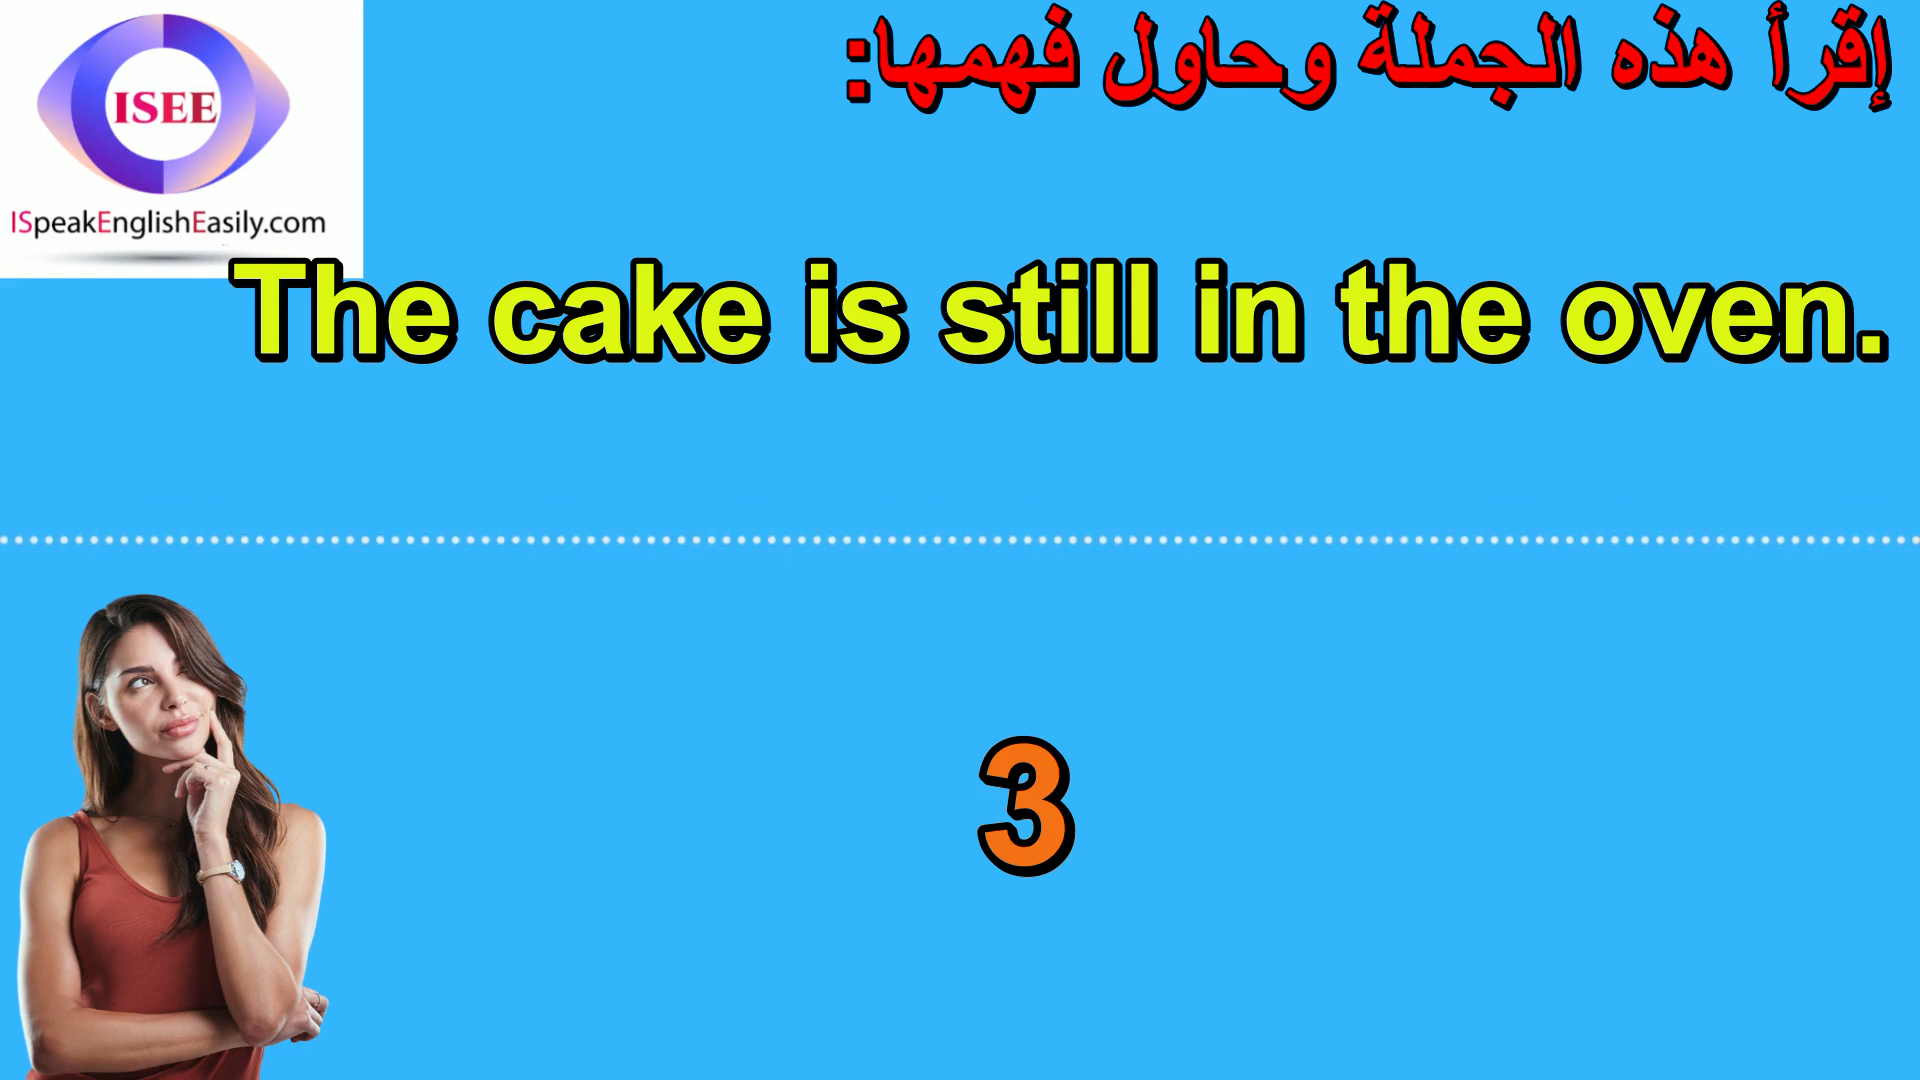 إقرأ هذه الجملة وحاول فهمها:
ISEE
ISpeakEnglishEasily.com
The cake is still in the oven.
3